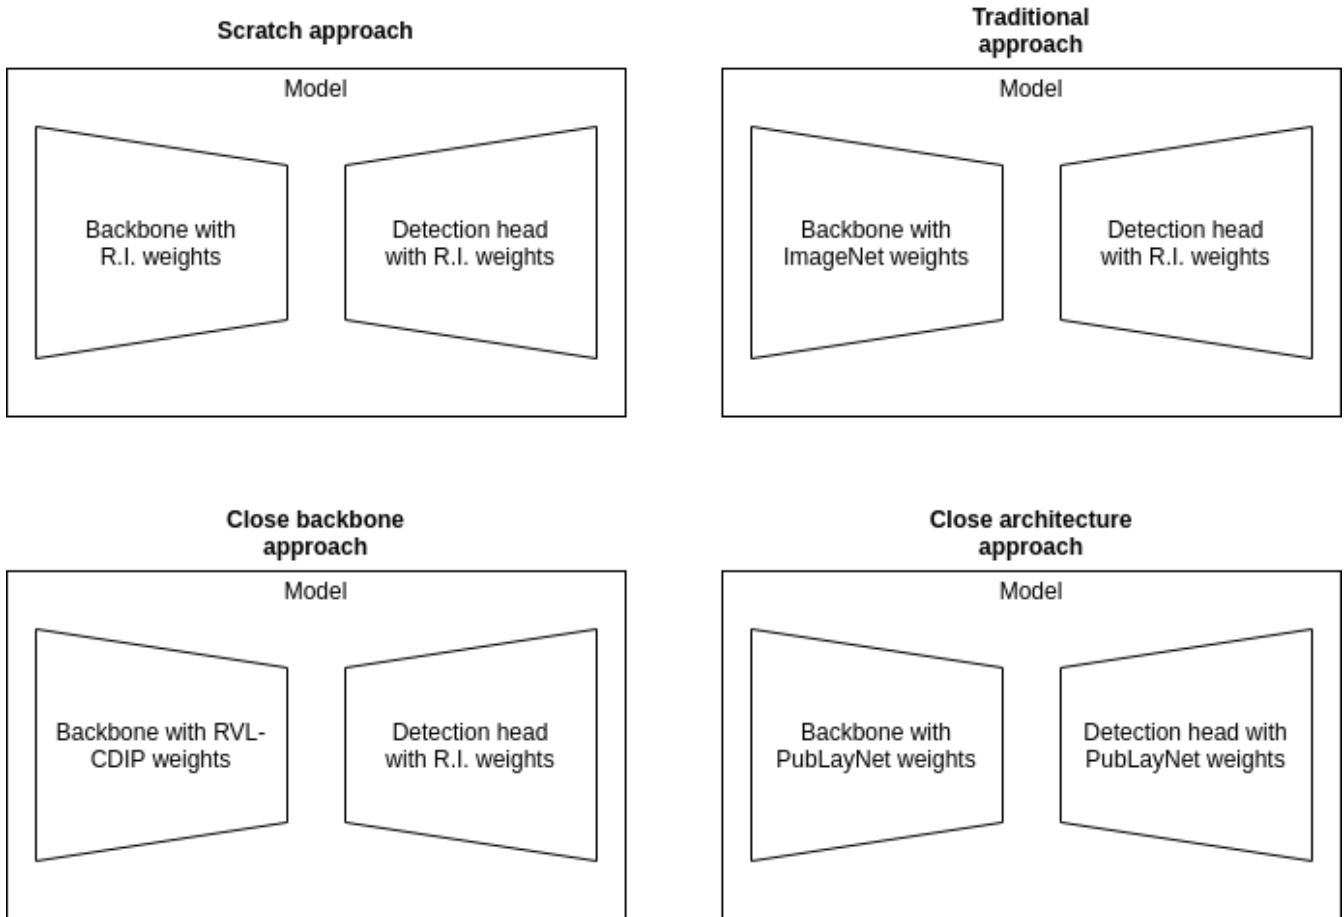 Scratch approach
Model
Backbone with
R.I. weights
Detection head
with R.I. weights
Traditional
approach
Model
Backbone with
ImageNet weights
Detection head
with R.I. weights
Close backbone
approach
Model
Backbone with RVL-
CDIP weights
Detection head
with R.I. weights
Close architecture
approach
Model
Backbone with
PubLayNet weights
Detection head with
PubLayNet weights